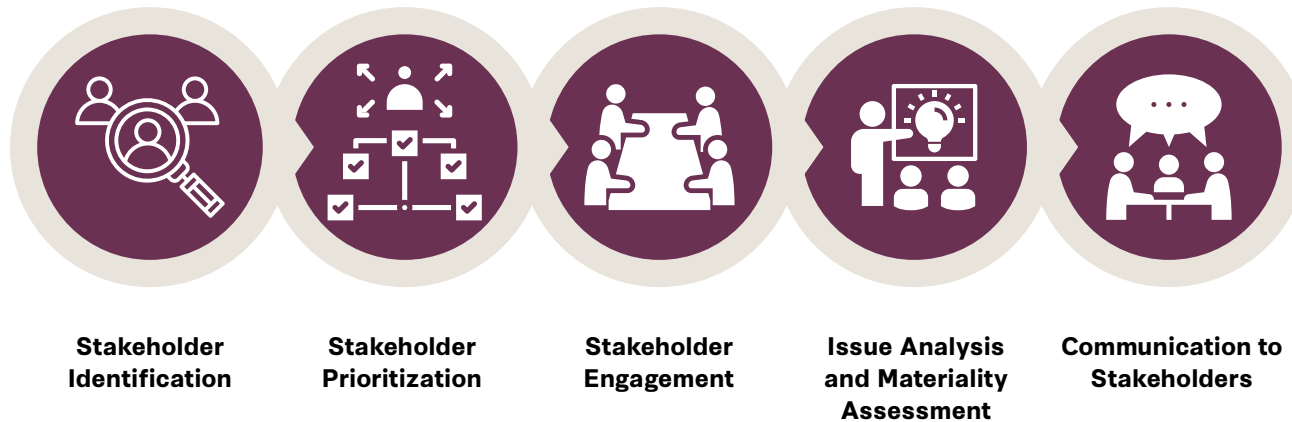 Stakeholder
Identification
Stakeholder
Prioritization
Stakeholder
Engagement
Issue Analysis
and Materiality
Assessment
Communication to
Stakeholders